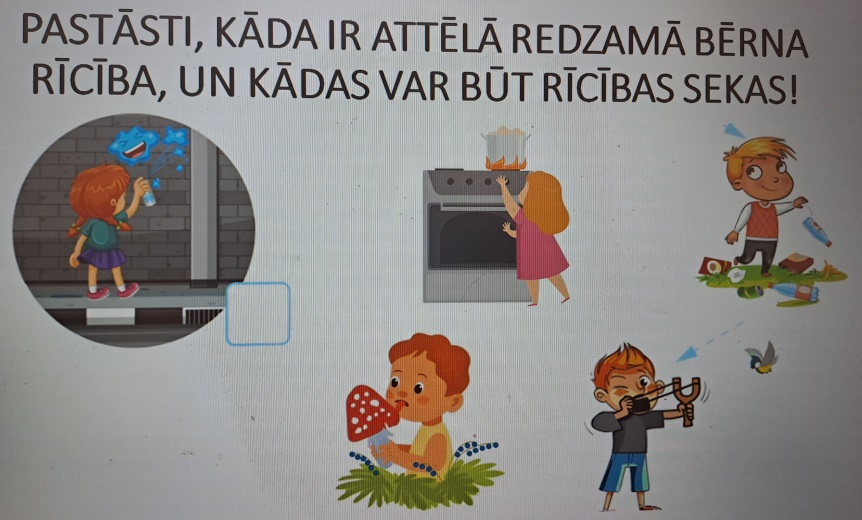 PASTĀSTI, KĀDA IR ATTĒLĀ REDZAMĀ BĒRNA
RĪCĪBA, UN KĀDAS VAR BŪT RĪCĪBAS SEKAS!